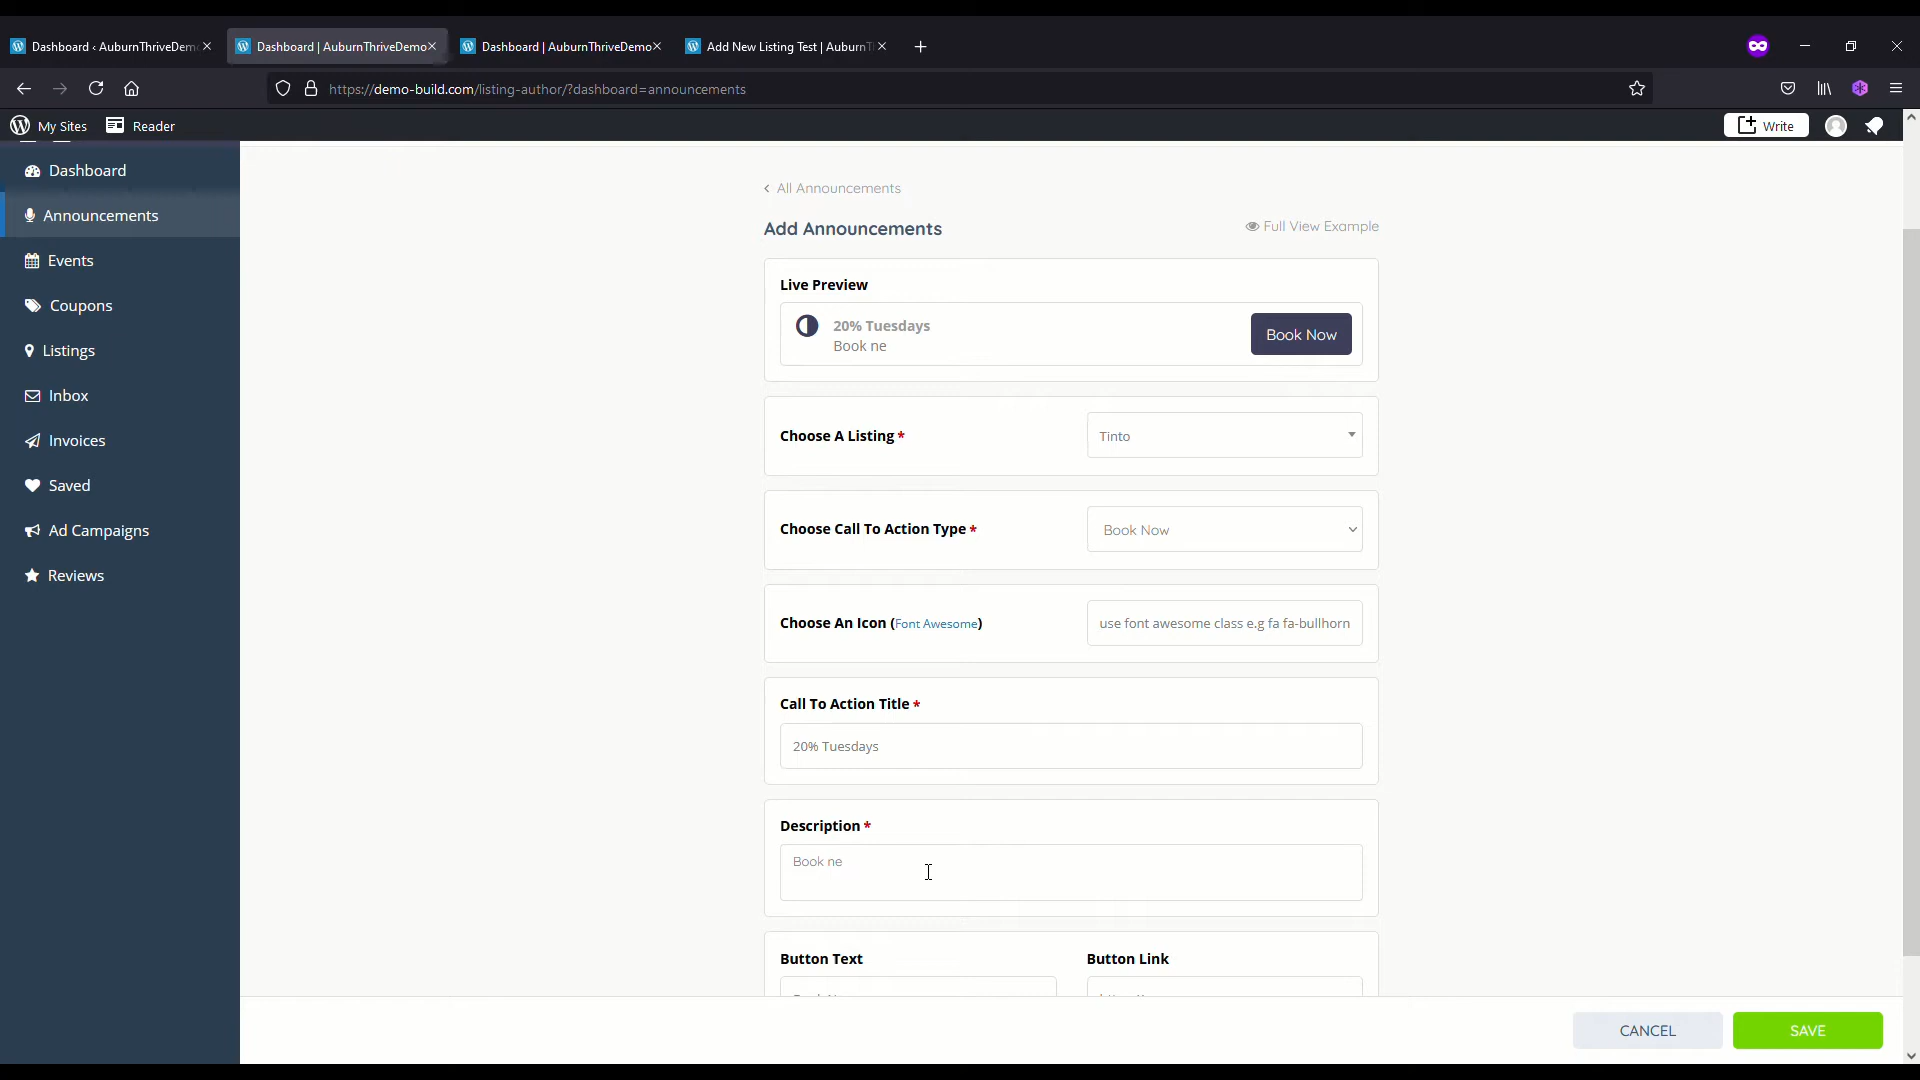 Dashboard ‹ AuburnThriveDem
Dashboard | AuburnThriveDemo
Dashboard | AuburnThriveDemo
Add New Listing Test | AuburnT
https://demo-build.com/listing-author/?dashboard=announcements
My Sites
Reader
Write
Dashboard
Announcements
Events
Coupons
Listings
Inbox
Invoices
Saved
Ad Campaigns
Reviews
All Announcements
Add Announcements
Full View Example
Live Preview
20% Tuesdays
Book ne
Book Now
Choose A Listing *
Tinto
Choose Call To Action Type *
Book Now
Choose An Icon (Font Awesome)
use font awesome class e.g fa fa-bullhorn
Call To Action Title *
20% Tuesdays
Description *
Book ne
Button Text
Button Link
CANCEL
SAVE